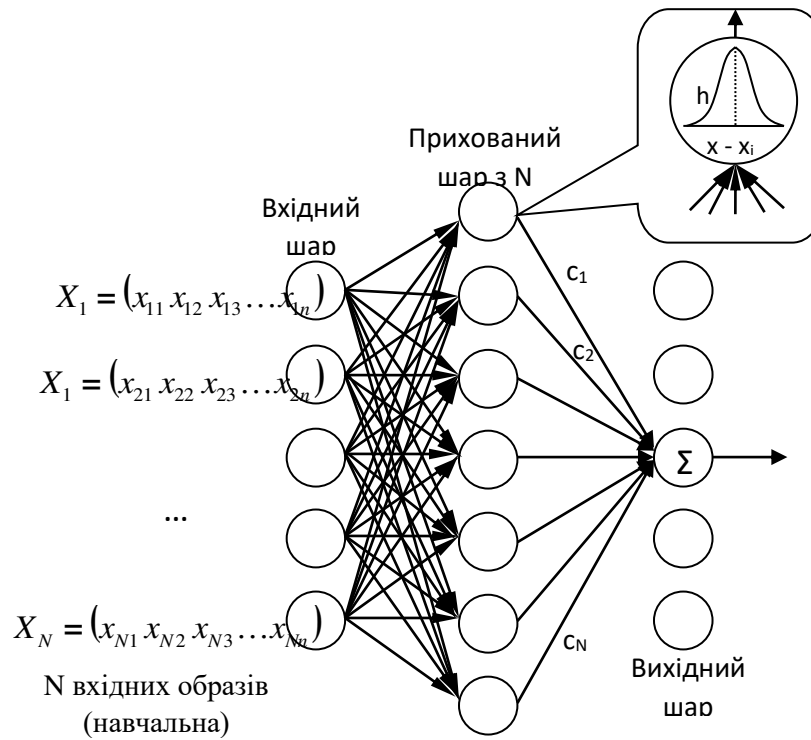 h
x - xᵢ
Прихований
шар з N
Вхідний
шар
X₁ = (x₁₁ x₁₂ x₁₃ …x₁ₙ)
c₁
X₁ = (x₂₁ x₂₂ x₂₃ …x₂ₙ)
c₂
Σ
...
X_N = (x_N1 x_N2 x_N3 …x_Nn)
c_N
Вихідний
шар
N вхідних образів
(навчальна)